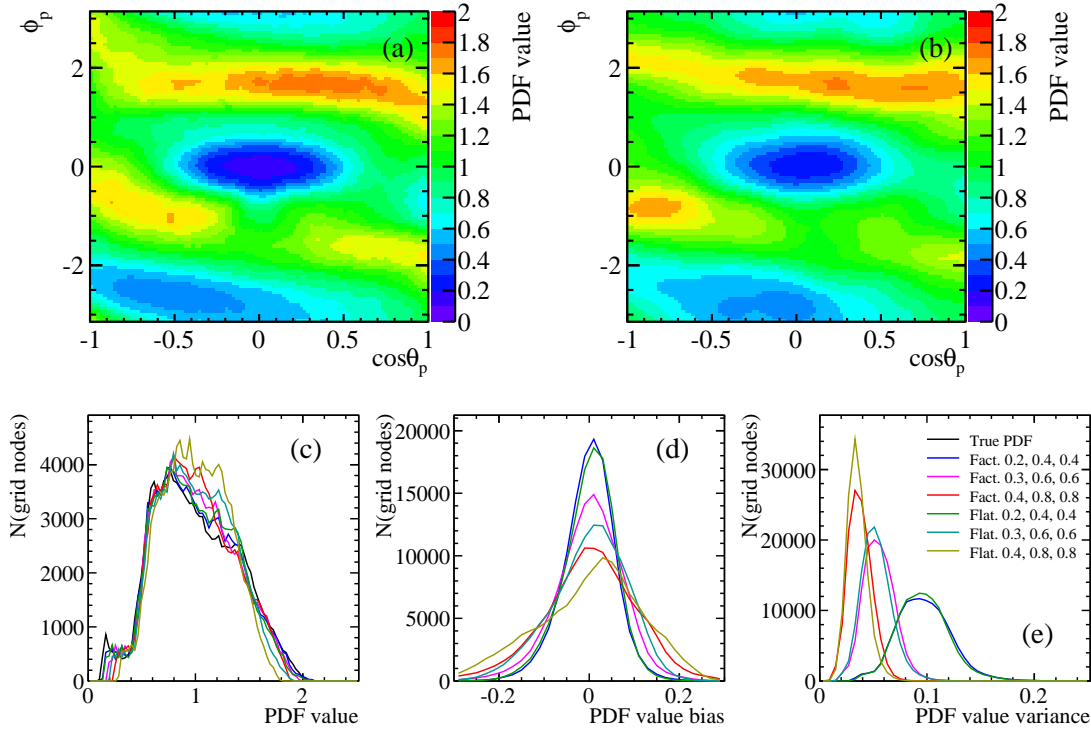 ϕp
2
0
-2
-1 -0.5 0 0.5 1
cosθp
(a)
2
1.8
1.6
1.4
1.2
1
0.8
0.6
0.4
0.2
0
PDF value
ϕp
2
0
-2
-1 -0.5 0 0.5 1
cosθp
(b)
2
1.8
1.6
1.4
1.2
1
0.8
0.6
0.4
0.2
0
PDF value
N(grid nodes)
4000
3000
2000
1000
0
0 1 2
PDF value
(c)
N(grid nodes)
20000
15000
10000
5000
0
-0.2 0 0.2
PDF value bias
(d)
N(grid nodes)
30000
20000
10000
0
0 0.1 0.2
PDF value variance
True PDF
Fact. 0.2, 0.4, 0.4
Fact. 0.3, 0.6, 0.6
Fact. 0.4, 0.8, 0.8
Flat. 0.2, 0.4, 0.4
Flat. 0.3, 0.6, 0.6
Flat. 0.4, 0.8, 0.8
(e)